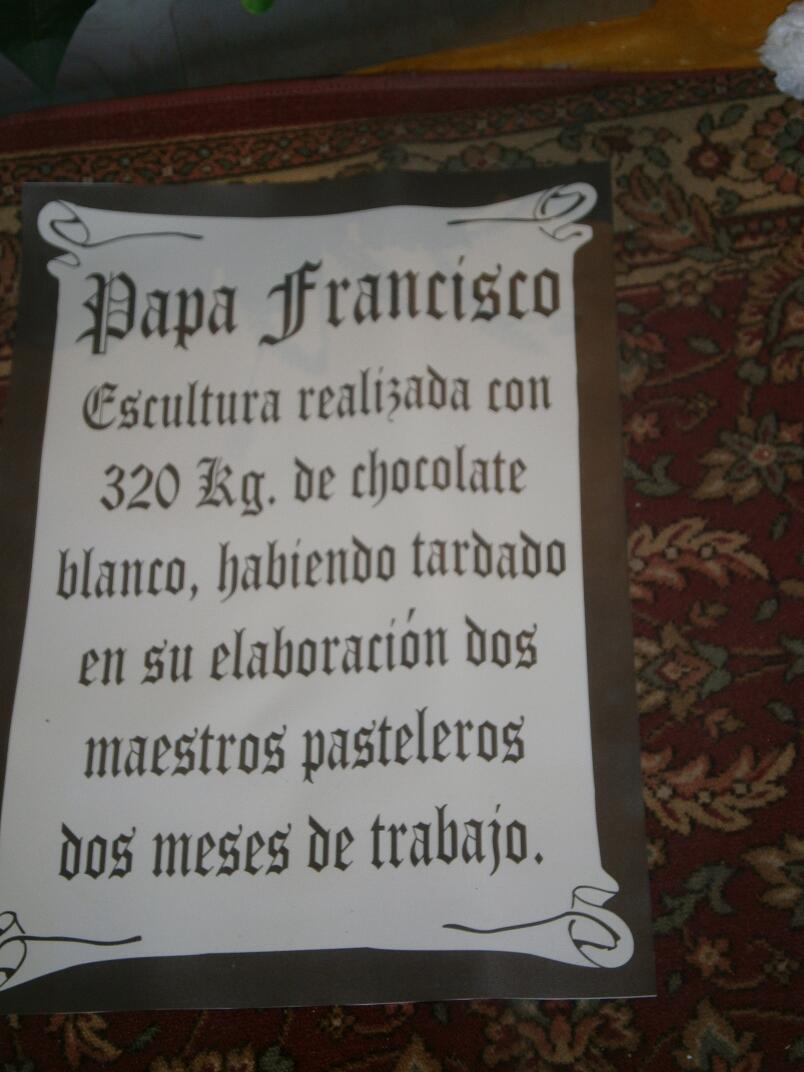 Papa Francisco
Escultura realizada con
320 Kg. de chocolate
blanco, habiendo tardado
en su elaboración dos
maestros pasteleros
dos meses de trabajo.